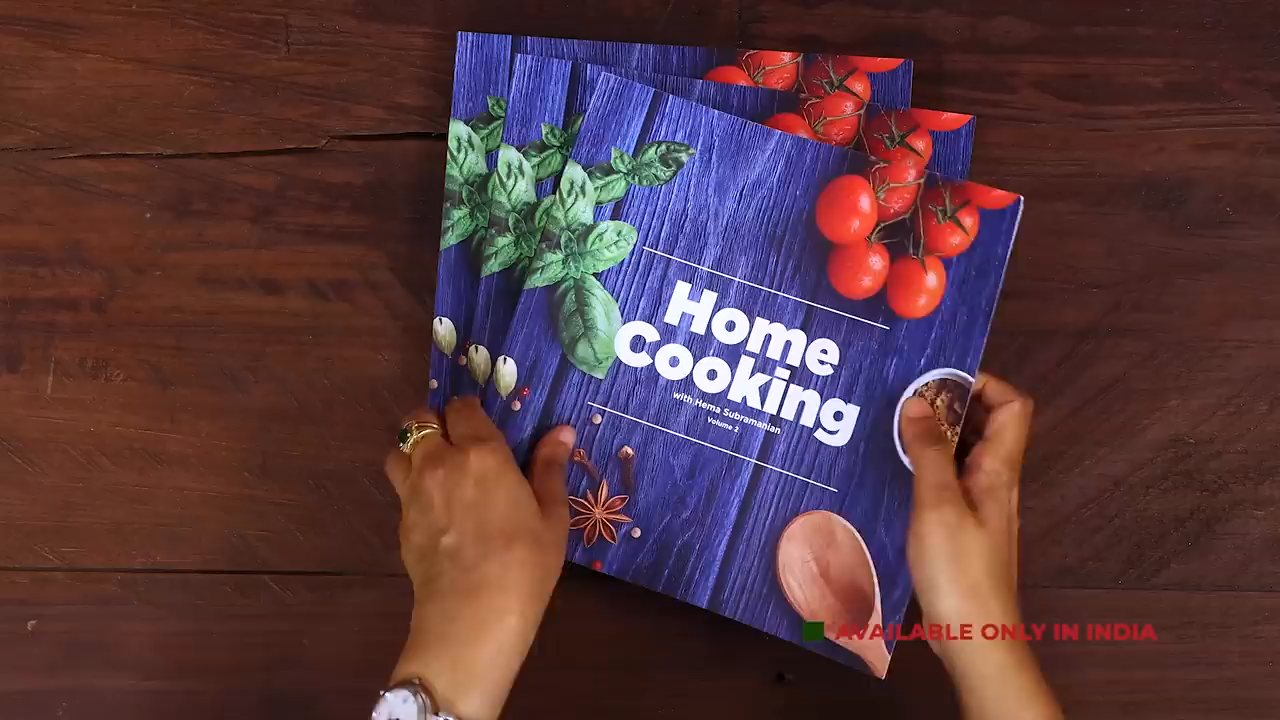 Home
Cooking
with Hema Subramanian
Volume 2
AVAILABLE ONLY IN INDIA